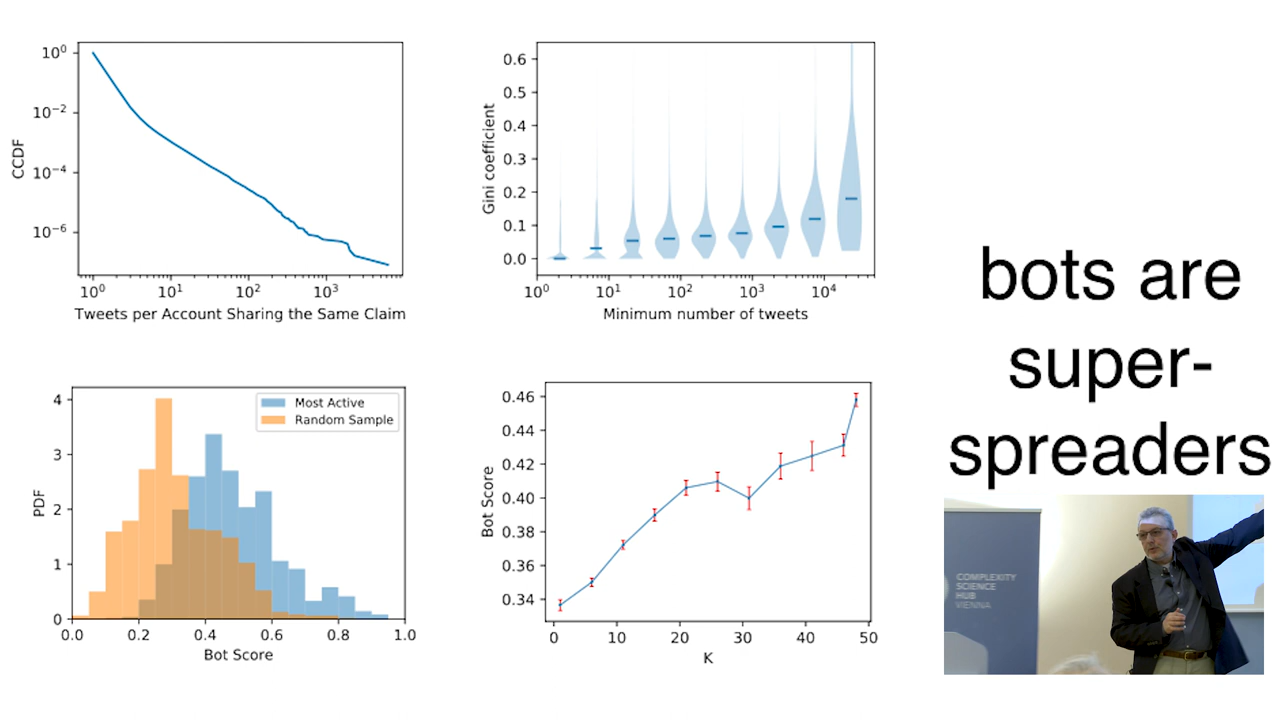 10⁰
10⁻²
10⁻⁴
10⁻⁶
CCDF
10⁰ 10¹ 10² 10³
Tweets per Account Sharing the Same Claim
0.6
0.5
0.4
0.3
0.2
0.1
0.0
Gini coefficient
10⁰ 10¹ 10² 10³ 10⁴
Minimum number of tweets
4
3
2
1
0
PDF
Most Active
Random Sample
0.0 0.2 0.4 0.6 0.8 1.0
Bot Score
0.46
0.44
0.42
0.40
0.38
0.36
0.34
Bot Score
0 10 20 30 40 50
K
bots are
super-
spreaders
COMPLEXITY
SCIENCE
HUB
VIENNA